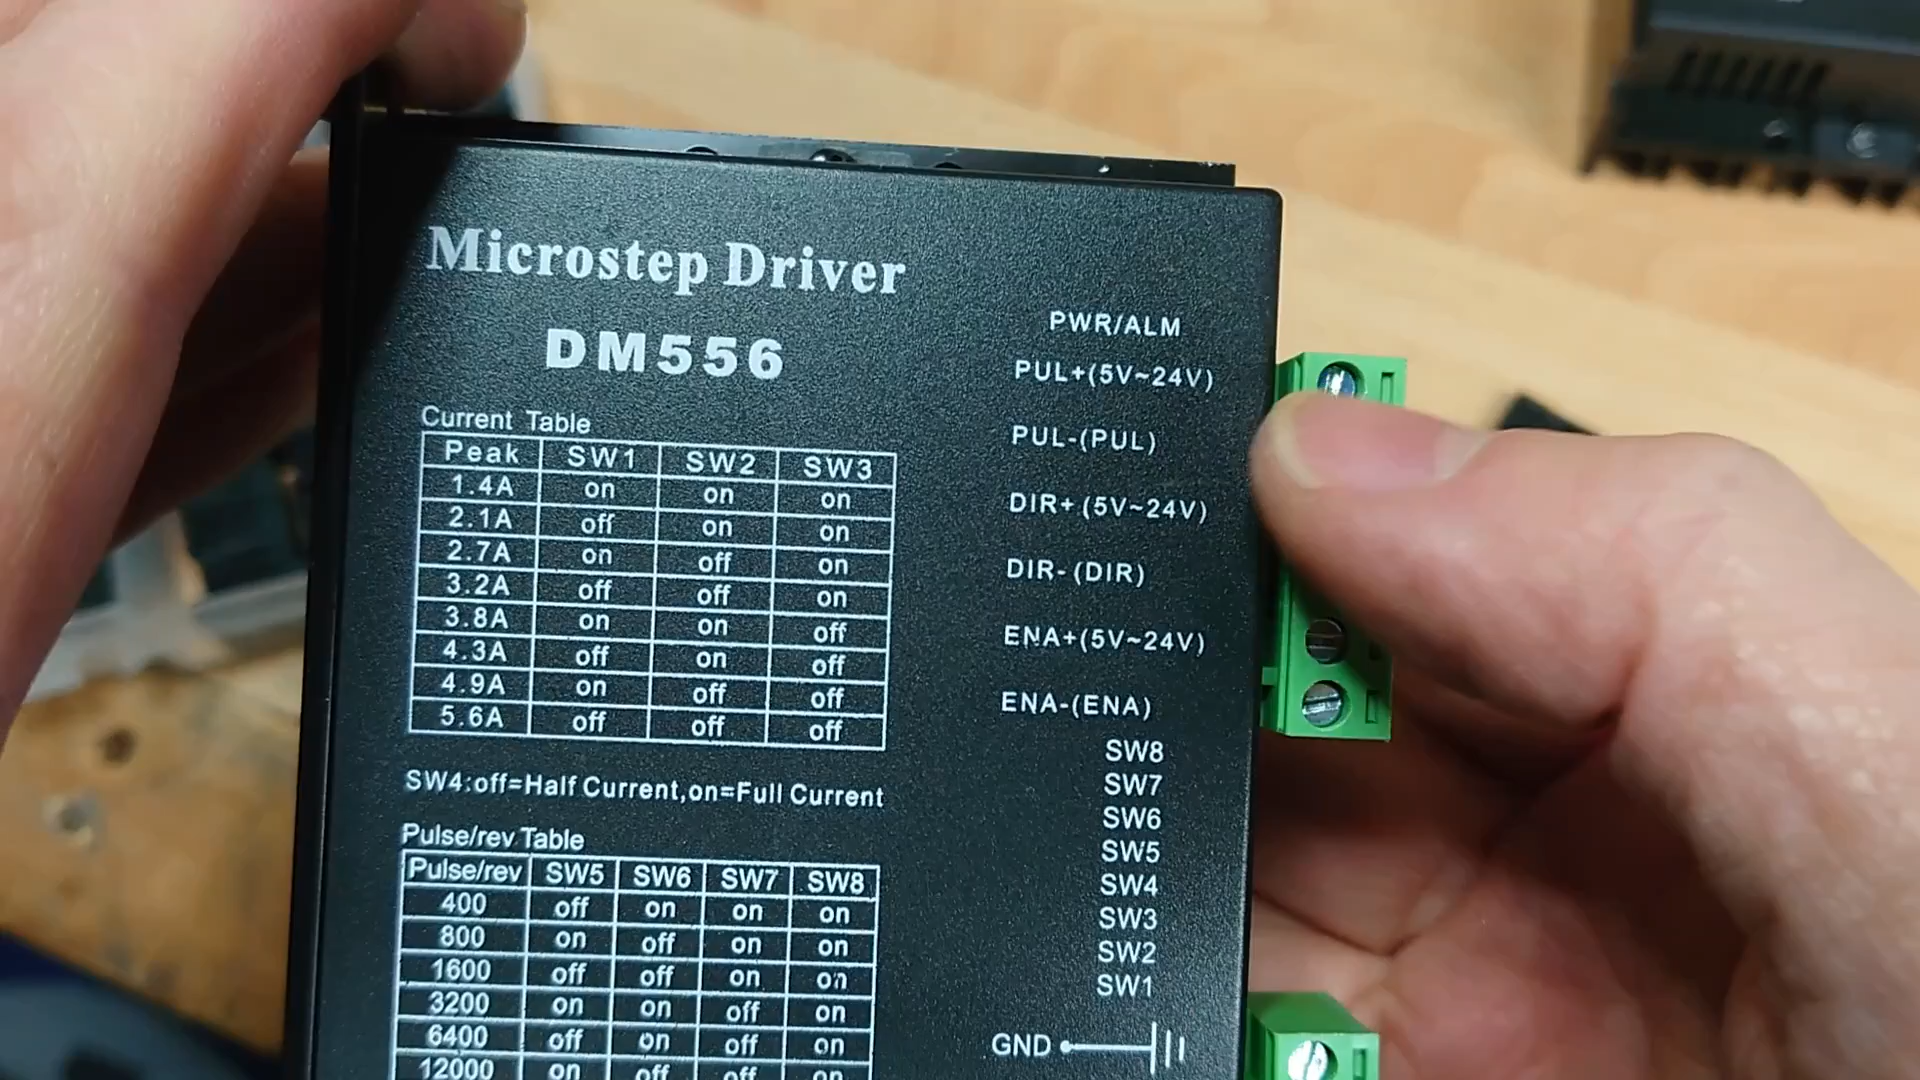 Microstep Driver
DM556
Current Table
Peak SW1 SW2 SW3
1.4A on on on
2.1A off on on
2.7A on off on
3.2A off off on
3.8A on on off
4.3A off on off
4.9A on off off
5.6A off off off
SW4:off=Half Current,on=Full Current
Pulse/rev Table
Pulse/rev SW5 SW6 SW7 SW8
400 off on on on
800 on off on on
1600 off off on on
3200 on on off on
6400 off on off on
12000 on off off on
PWR/ALM
PUL+(5V~24V)
PUL-(PUL)
DIR+(5V~24V)
DIR-(DIR)
ENA+(5V~24V)
ENA-(ENA)
SW8
SW7
SW6
SW5
SW4
SW3
SW2
SW1
GND